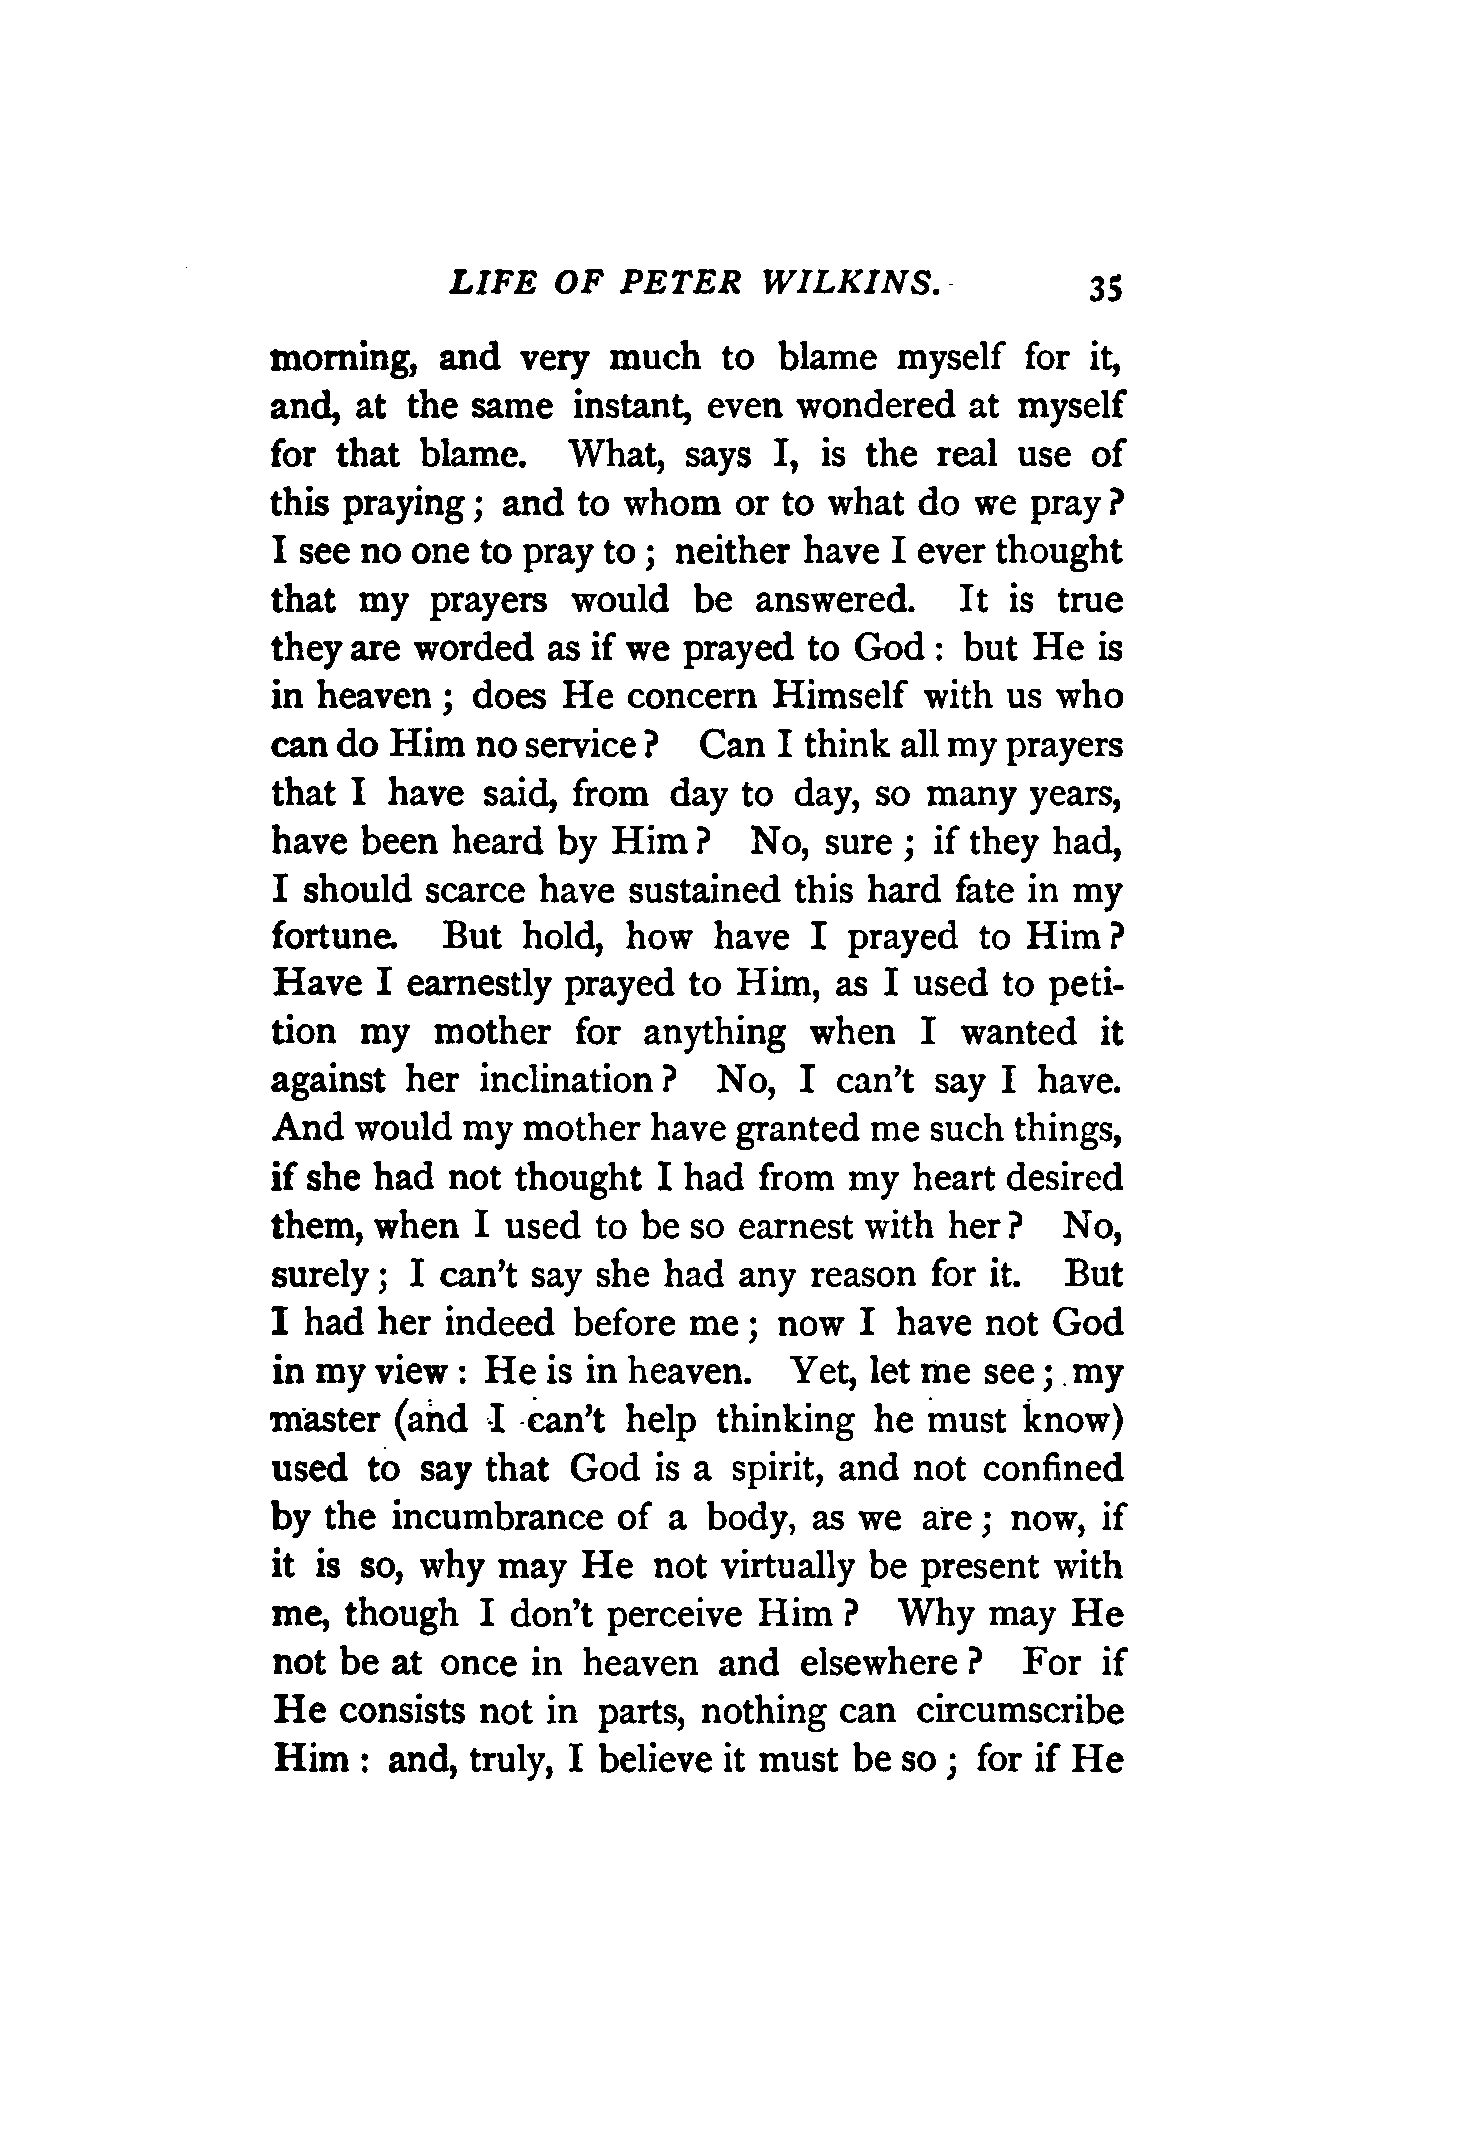 LIFE OF PETER WILKINS. 35
morning, and very much to blame myself for it,
and, at the same instant, even wondered at myself
for that blame. What, says I, is the real use of
this praying; and to whom or to what do we pray?
I see no one to pray to; neither have I ever thought
that my prayers would be answered. It is true
they are worded as if we prayed to God: but He is
in heaven; does He concern Himself with us who
can do Him no service? Can I think all my prayers
that I have said, from day to day, so many years,
have been heard by Him? No, sure; if they had,
I should scarce have sustained this hard fate in my
fortune. But hold, how have I prayed to Him?
Have I earnestly prayed to Him, as I used to peti-
tion my mother for anything when I wanted it
against her inclination? No, I can't say I have.
And would my mother have granted me such things,
if she had not thought I had from my heart desired
them, when I used to be so earnest with her? No,
surely; I can't say she had any reason for it. But
I had her indeed before me; now I have not God
in my view: He is in heaven. Yet, let me see; my
master (and I can't help thinking he must know)
used to say that God is a spirit, and not confined
by the incumbrance of a body, as we are; now, if
it is so, why may He not virtually be present with
me, though I don't perceive Him? Why may He
not be at once in heaven and elsewhere? For if
He consists not in parts, nothing can circumscribe
Him: and, truly, I believe it must be so; for if He